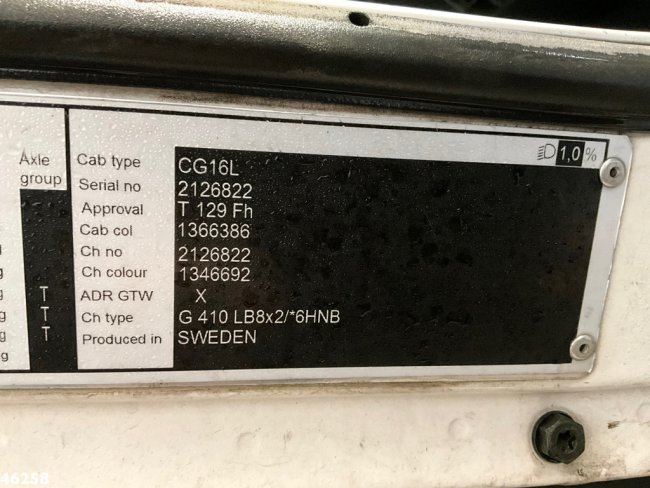 1,0 %
Axle group
Cab type CG16L
Serial no 2126822
Approval T 129 Fh
Cab col 1366386
Ch no 2126822
Ch colour 1346692
T ADR GTW X
T Ch type G 410 LB8x2/*6HNB
T Produced in SWEDEN
g
46258